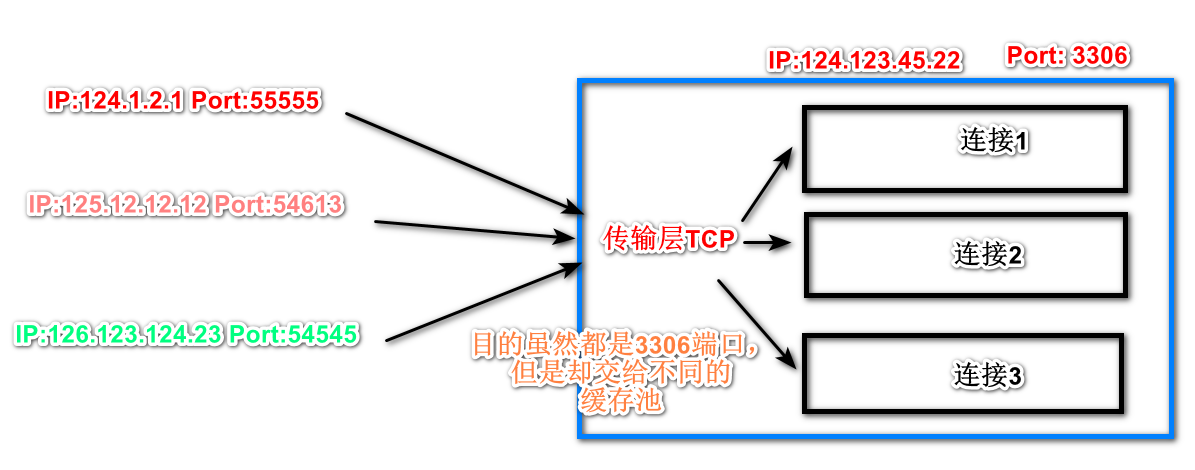 IP:124.123.45.22 Port: 3306
IP:124.1.2.1 Port:55555
连接1
IP:125.12.12.12 Port:54613
传输层TCP
连接2
IP:126.123.124.23 Port:54545
目的虽然都是3306端口，
但是却交给不同的
缓存池
连接3